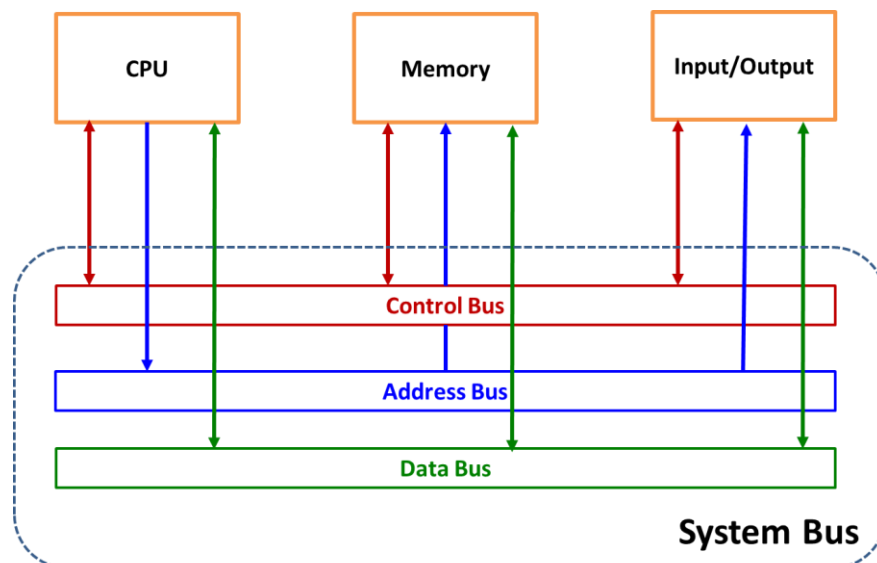 CPU
Memory
Input/Output
Control Bus
Address Bus
Data Bus
System Bus